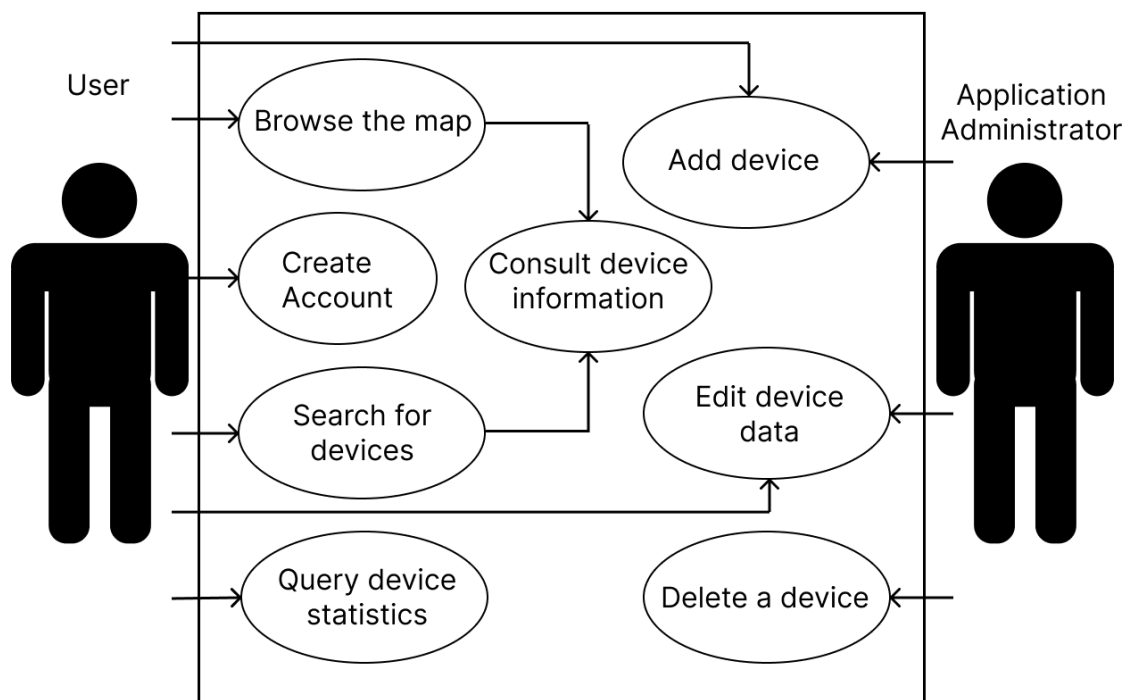 User
Browse the map
Application
Administrator
Add device
Create
Account
Consult device
information
Search for
devices
Edit device
data
Query device
statistics
Delete a device